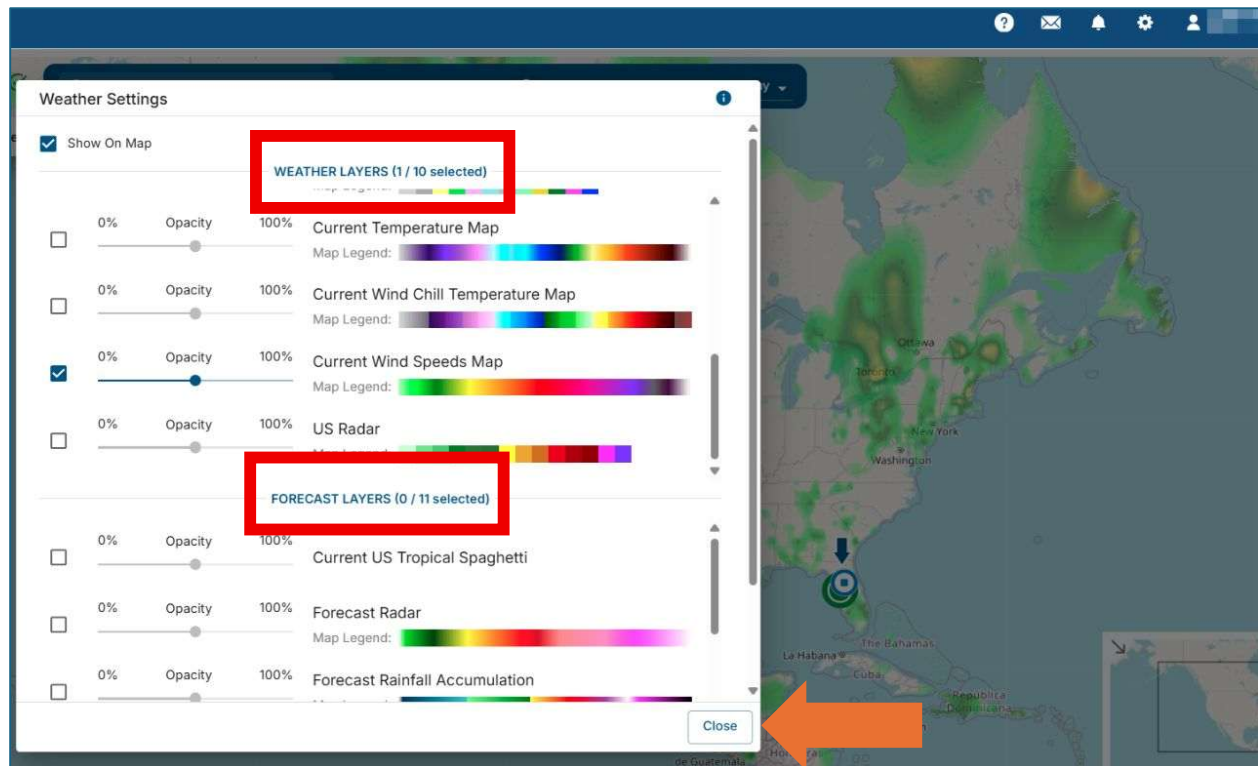 ?
y
Weather Settings
Show On Map
WEATHER LAYERS (1 / 10 selected)
Map Legend:
0% Opacity 100% Current Temperature Map
Map Legend:
0% Opacity 100% Current Wind Chill Temperature Map
Map Legend:
0% Opacity 100% Current Wind Speeds Map
Map Legend:
0% Opacity 100% US Radar
Map Legend:
FORECAST LAYERS (0 / 11 selected)
0% Opacity 100% Current US Tropical Spaghetti
0% Opacity 100% Forecast Radar
Map Legend:
0% Opacity 100% Forecast Rainfall Accumulation
Close
Ottawa
Toronto
New York
Washington
The Bahamas
La Habana
Cuba
República
Dominicana
de Guatemala